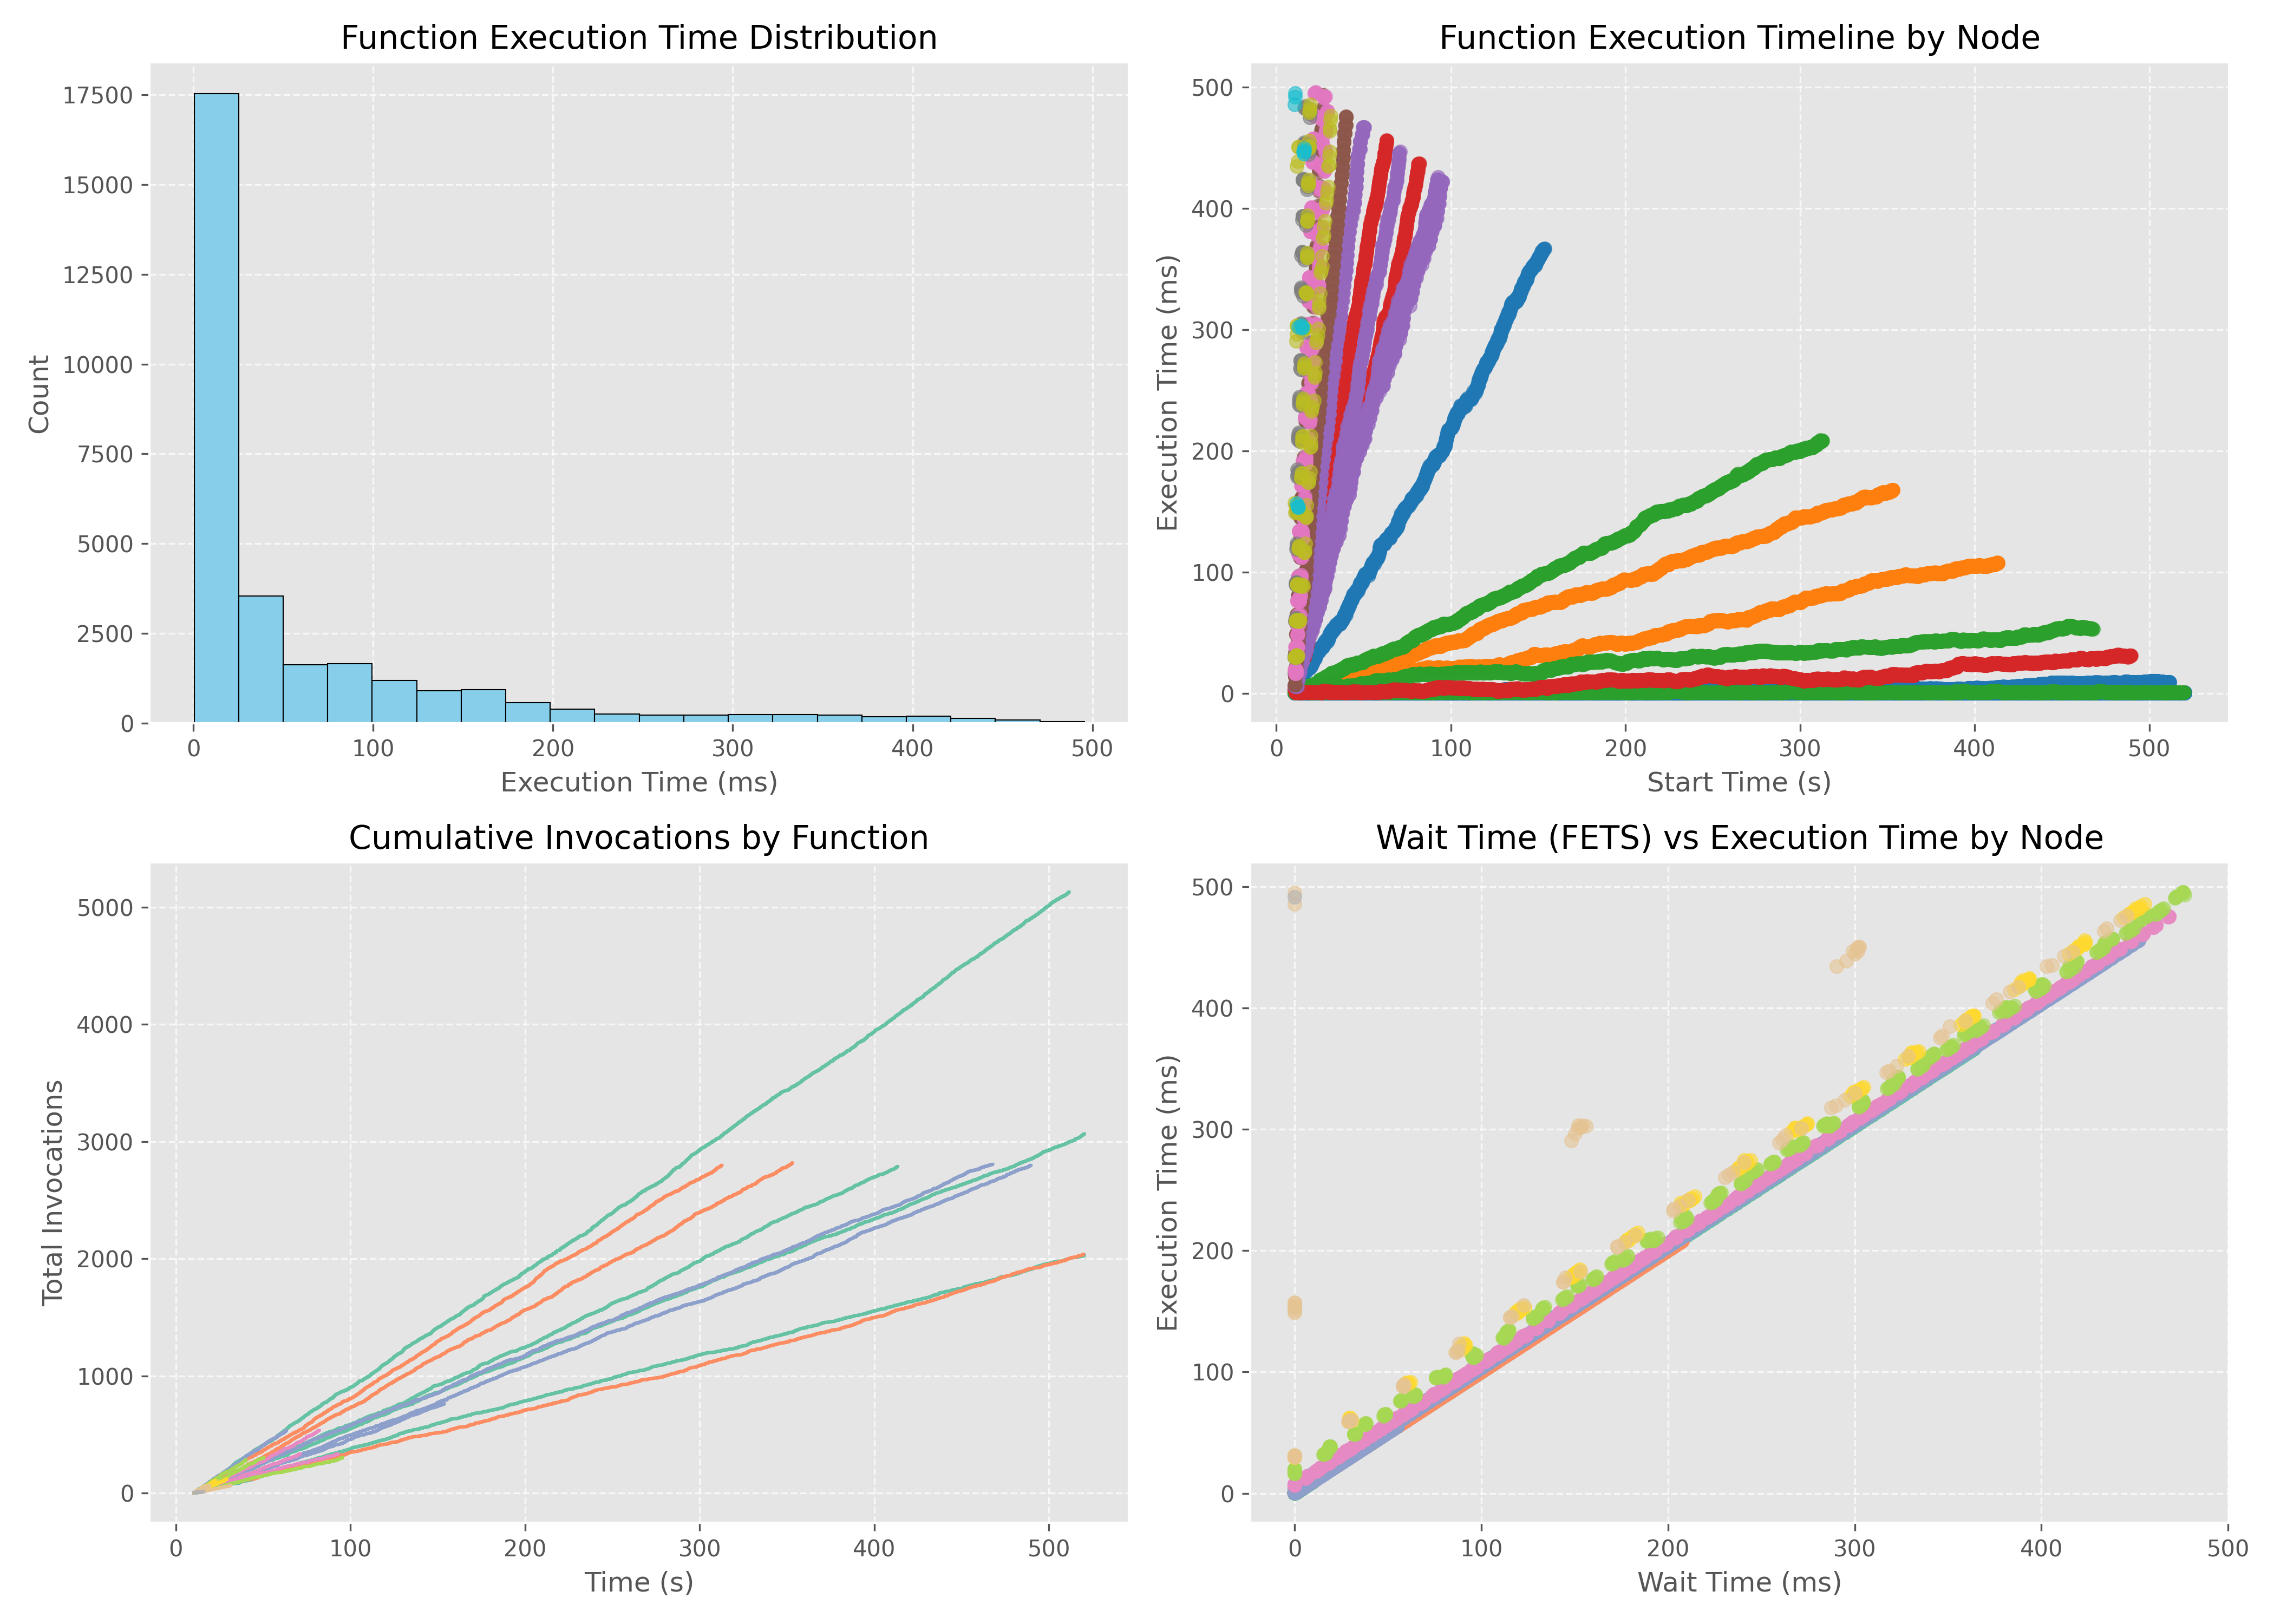 Function Execution Time Distribution
Count
17500
15000
12500
10000
7500
5000
2500
0
0 100 200 300 400 500
Execution Time (ms)
Function Execution Timeline by Node
Execution Time (ms)
500
400
300
200
100
0
0 100 200 300 400 500
Start Time (s)
Cumulative Invocations by Function
Total Invocations
5000
4000
3000
2000
1000
0
0 100 200 300 400 500
Time (s)
Wait Time (FETS) vs Execution Time by Node
Execution Time (ms)
500
400
300
200
100
0
0 100 200 300 400 500
Wait Time (ms)